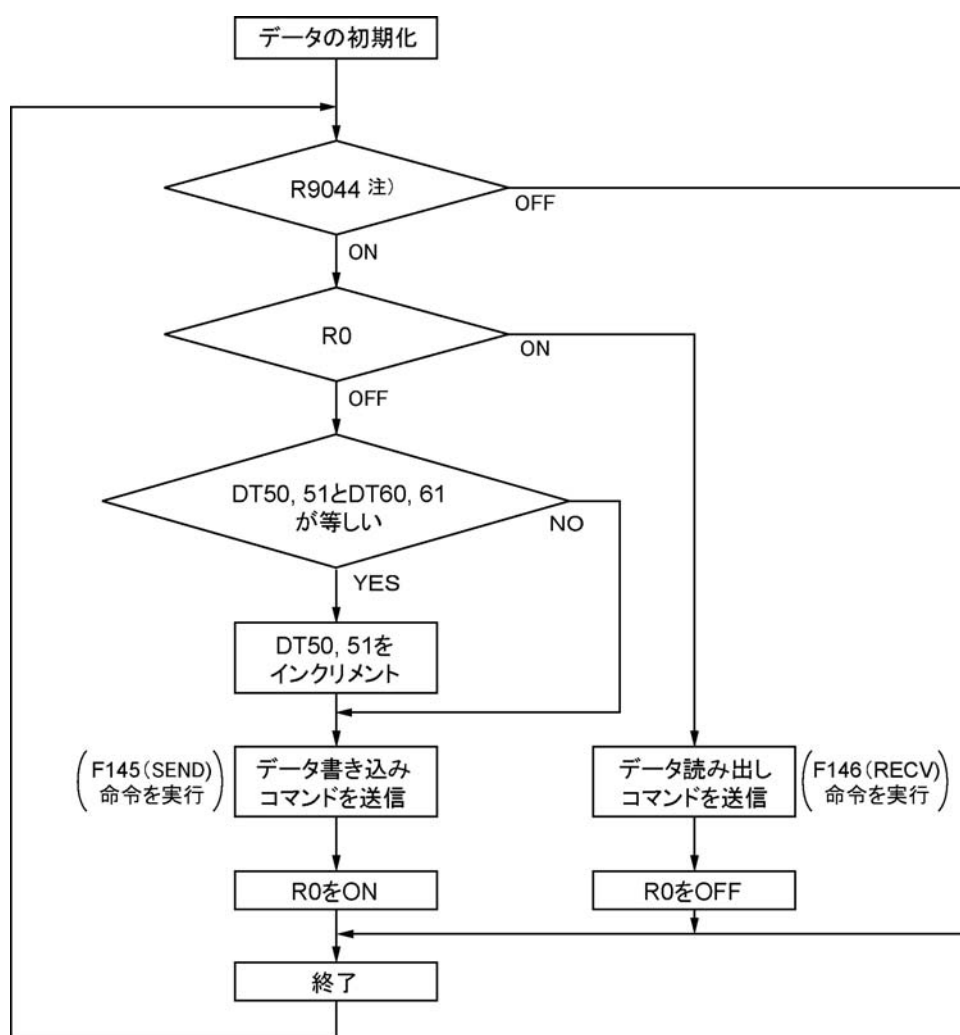 データの初期化
R9044 注)
OFF
ON
R0
ON
OFF
DT50, 51とDT60, 61
が等しい
NO
YES
DT50, 51を
インクリメント
F145(SEND)
命令を実行
データ書き込み
コマンドを送信
データ読み出し
コマンドを送信
F146(RECV)
命令を実行
R0をON
R0をOFF
終了